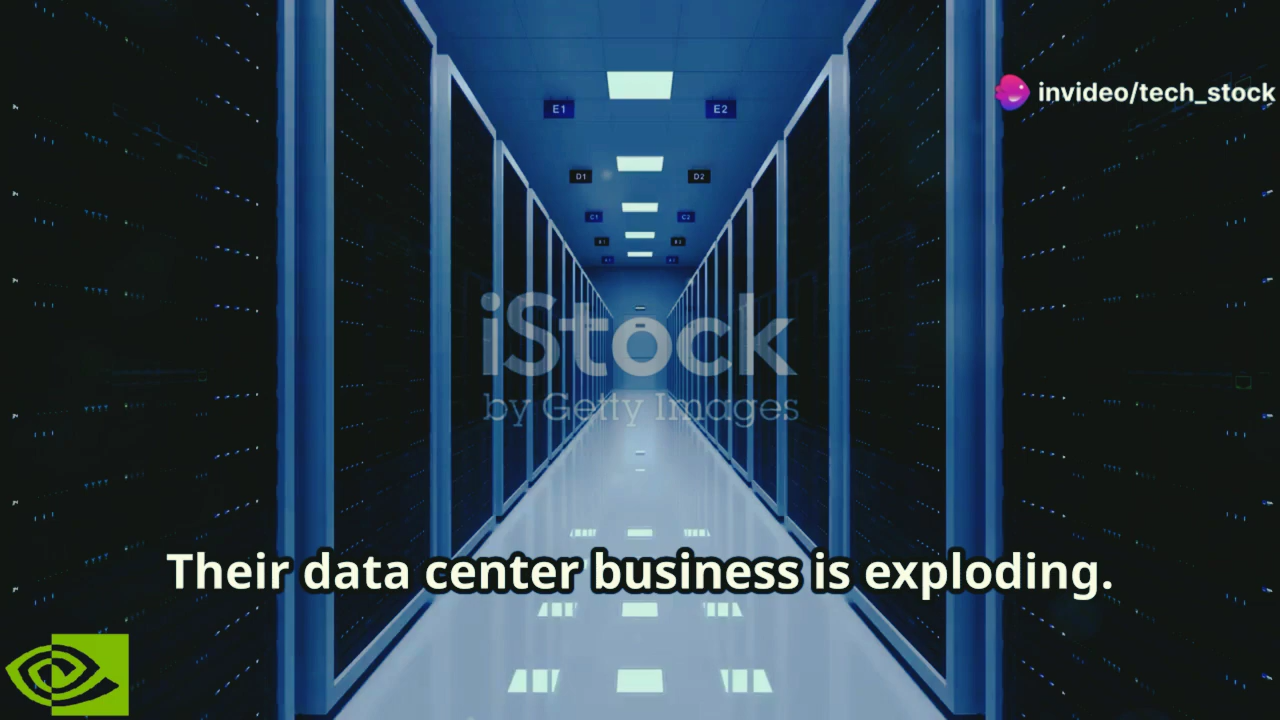 invideo/tech_stock
E1 E2
D1 D2
C1 C2
iStock
by Getty Images
Their data center business is exploding.